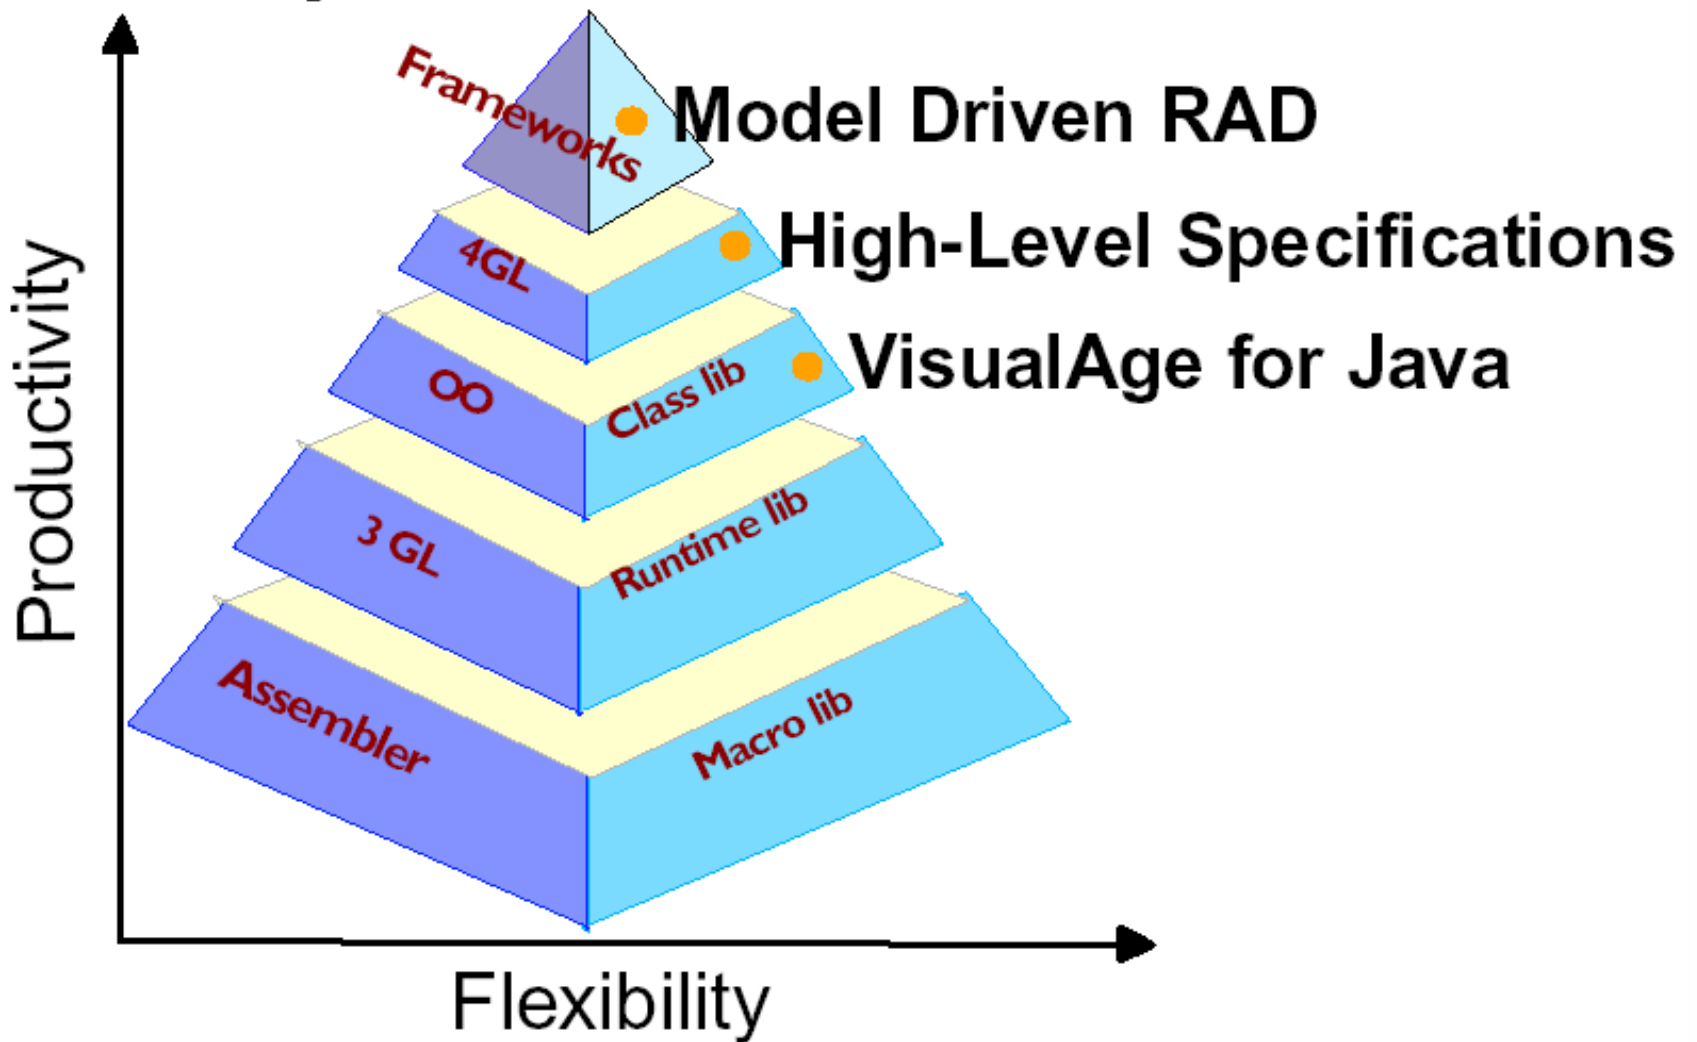 Frameworks
Model Driven RAD
4GL
High-Level Specifications
OO
Class lib
VisualAge for Java
3 GL
Runtime lib
Assembler
Macro lib
Productivity
Flexibility